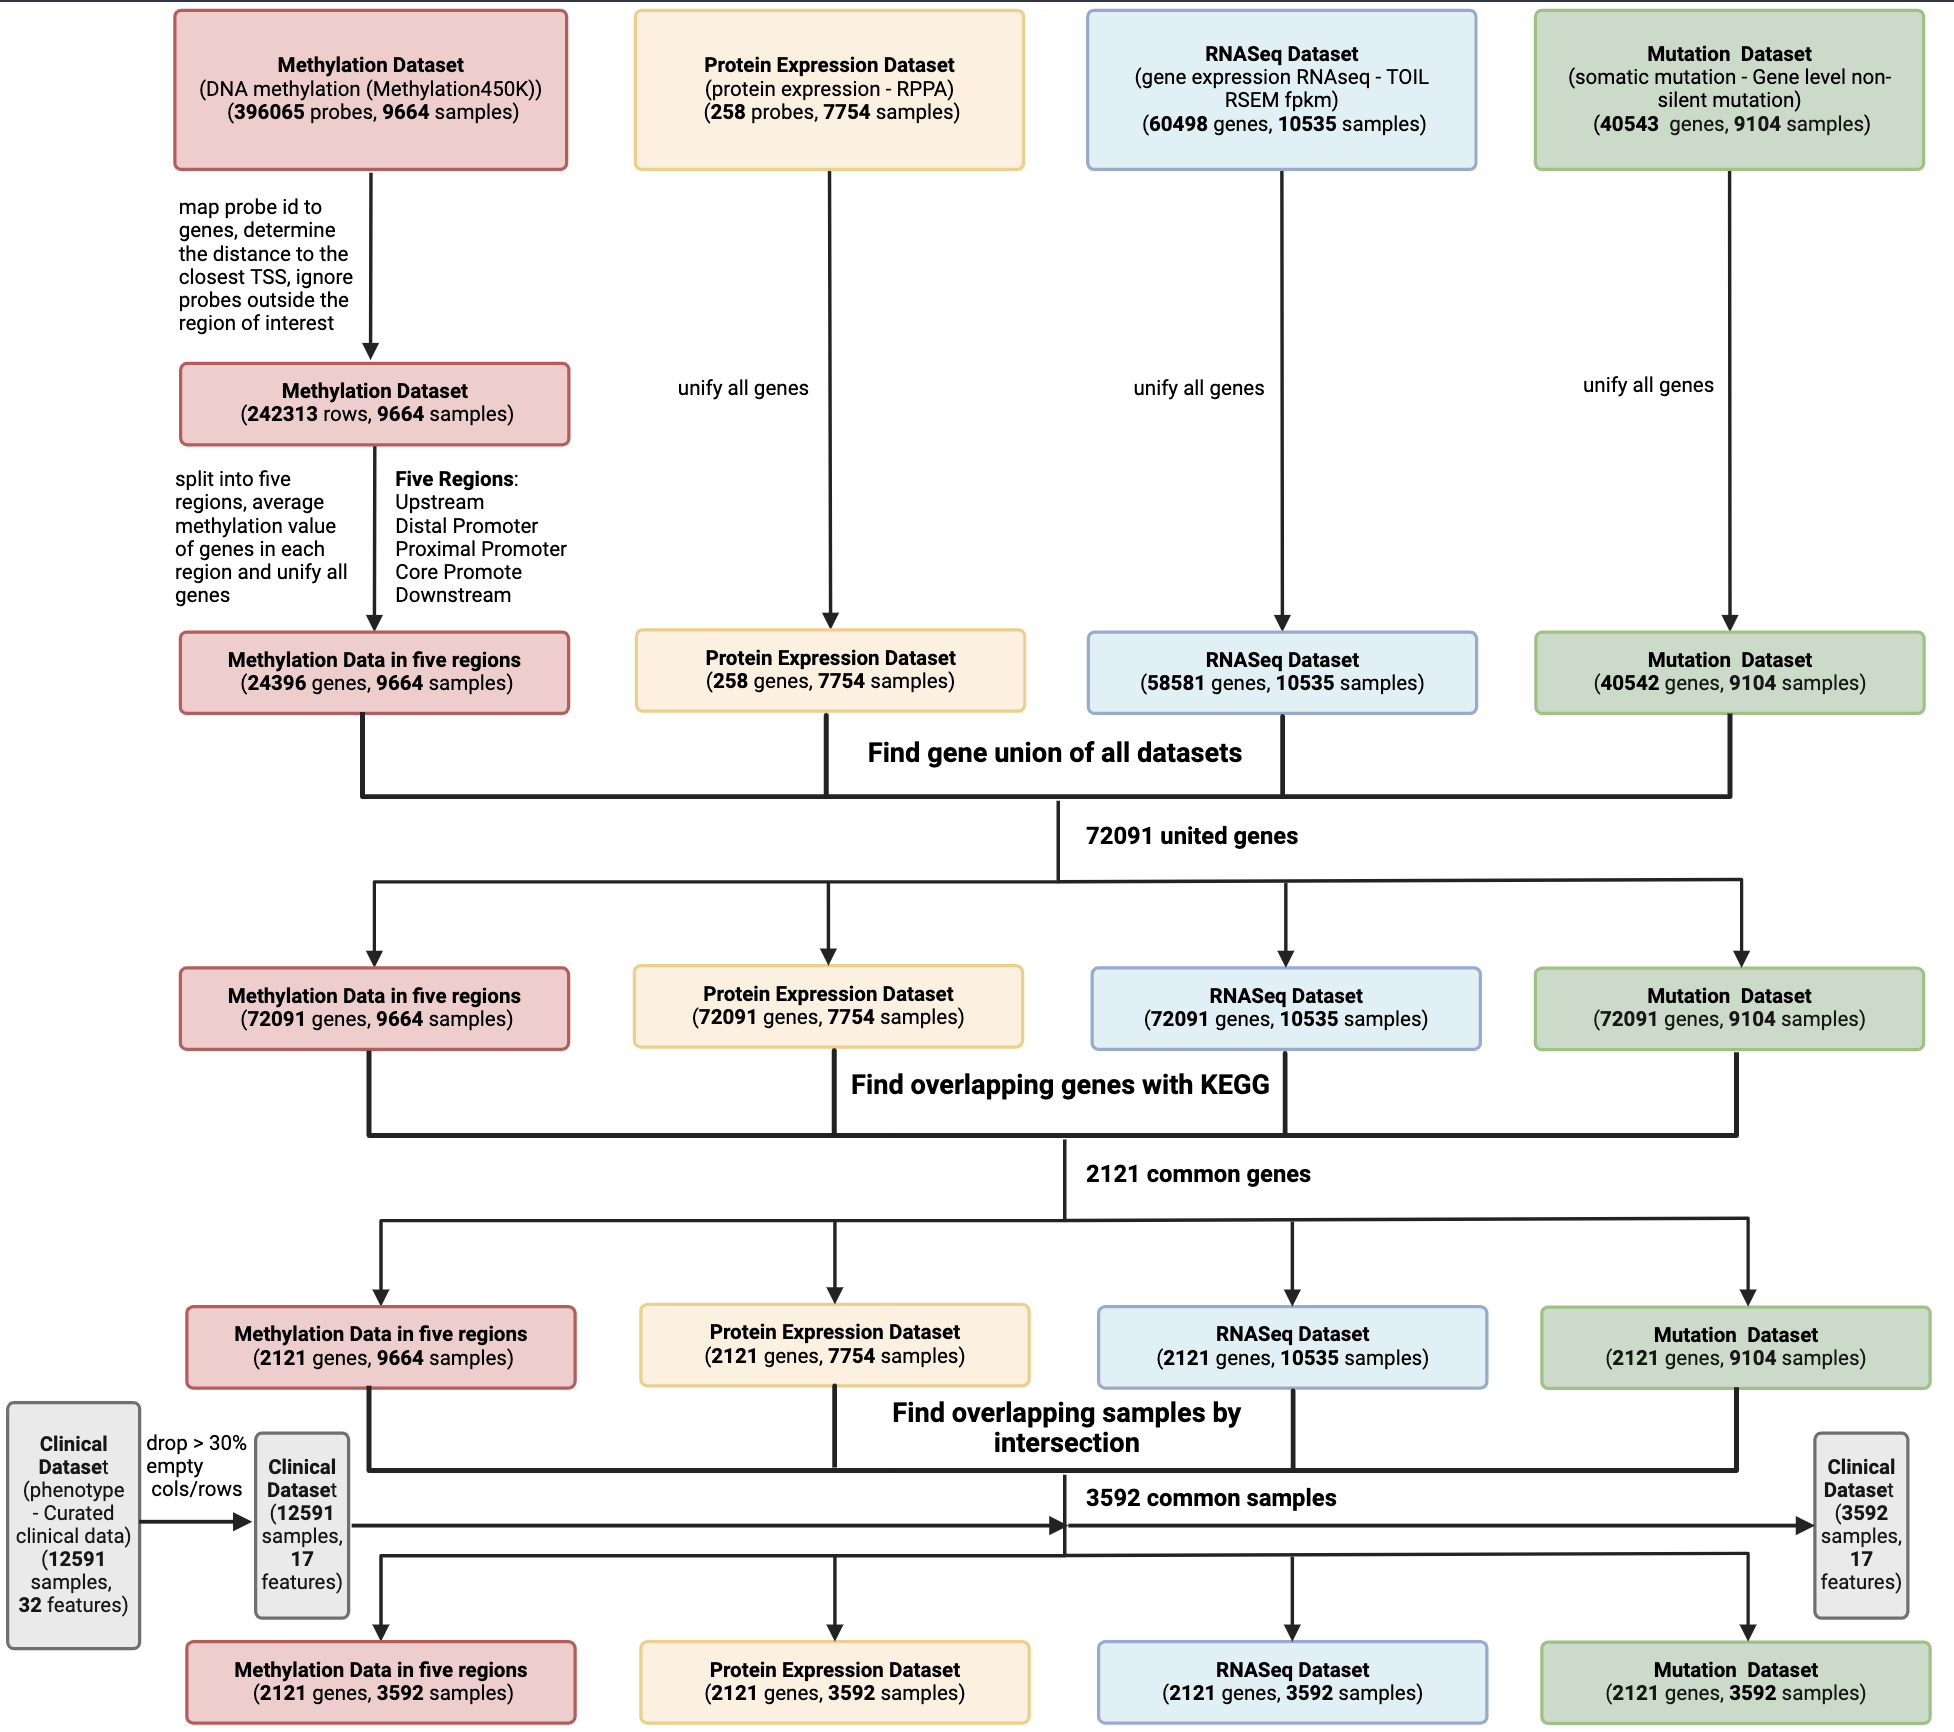 Methylation Dataset
(DNA methylation (Methylation450K))
(396065 probes, 9664 samples)
Protein Expression Dataset
(protein expression - RPPA)
(258 probes, 7754 samples)
RNASeq Dataset
(gene expression RNAseq - TOIL
RSEM fpkm)
(60498 genes, 10535 samples)
Mutation  Dataset
(somatic mutation - Gene level non-
silent mutation)
(40543  genes, 9104 samples)
map probe id to
genes, determine
the distance to the
closest TSS, ignore
probes outside the
region of interest
unify all genes
unify all genes
unify all genes
Methylation Dataset
(242313 rows, 9664 samples)
split into five
regions, average
methylation value
of genes in each
region and unify all
genes
Five Regions:
Upstream
Distal Promoter
Proximal Promoter
Core Promote
Downstream
Methylation Data in five regions
(24396 genes, 9664 samples)
Protein Expression Dataset
(258 genes, 7754 samples)
RNASeq Dataset
(58581 genes, 10535 samples)
Mutation  Dataset
(40542 genes, 9104 samples)
Find gene union of all datasets
72091 united genes
Methylation Data in five regions
(72091 genes, 9664 samples)
Protein Expression Dataset
(72091 genes, 7754 samples)
RNASeq Dataset
(72091 genes, 10535 samples)
Mutation  Dataset
(72091 genes, 9104 samples)
Find overlapping genes with KEGG
2121 common genes
Methylation Data in five regions
(2121 genes, 9664 samples)
Protein Expression Dataset
(2121 genes, 7754 samples)
RNASeq Dataset
(2121 genes, 10535 samples)
Mutation  Dataset
(2121 genes, 9104 samples)
Find overlapping samples by
intersection
3592 common samples
Clinical
Dataset
(phenotype
- Curated
clinical data)
(12591
samples,
32 features)
drop > 30%
empty
cols/rows
Clinical
Dataset
(12591
samples,
17
features)
Clinical
Dataset
(3592
samples,
17
features)
Methylation Data in five regions
(2121 genes, 3592 samples)
Protein Expression Dataset
(2121 genes, 3592 samples)
RNASeq Dataset
(2121 genes, 3592 samples)
Mutation  Dataset
(2121 genes, 3592 samples)